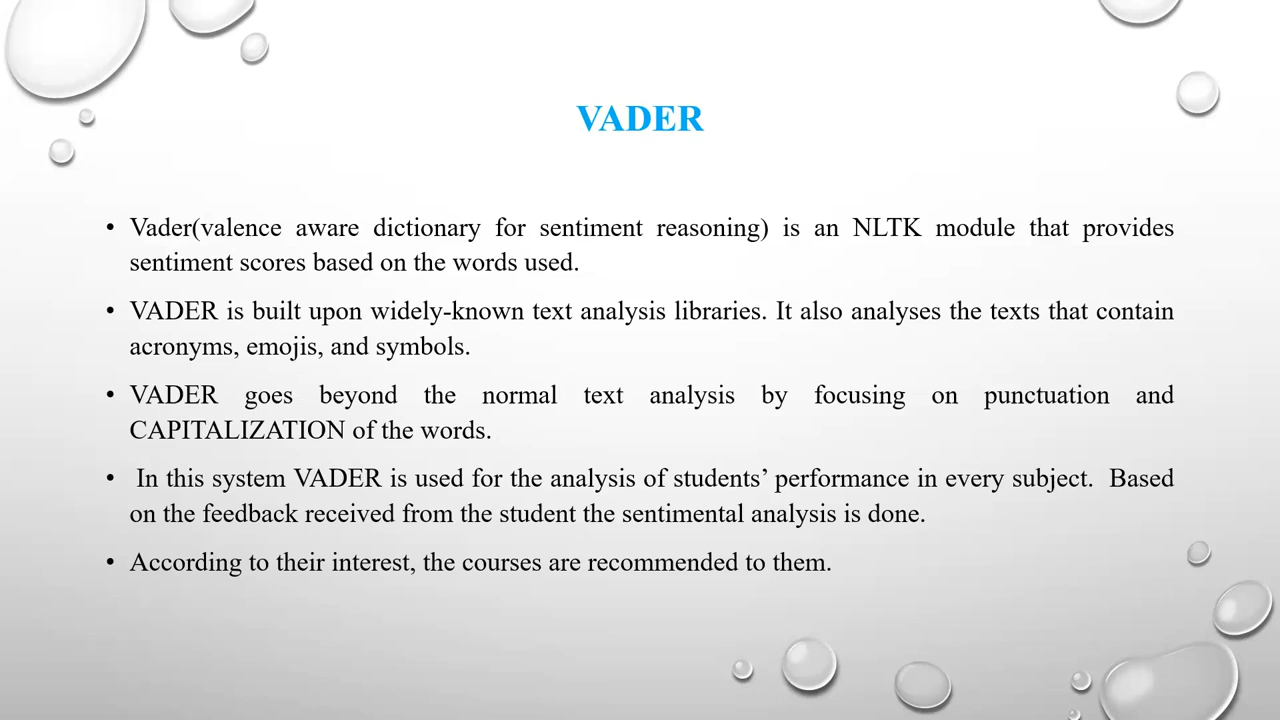 VADER
• Vader(valence aware dictionary for sentiment reasoning) is an NLTK module that provides
sentiment scores based on the words used.
• VADER is built upon widely-known text analysis libraries. It also analyses the texts that contain
acronyms, emojis, and symbols.
• VADER goes beyond the normal text analysis by focusing on punctuation and
CAPITALIZATION of the words.
• In this system VADER is used for the analysis of students’ performance in every subject.  Based
on the feedback received from the student the sentimental analysis is done.
• According to their interest, the courses are recommended to them.